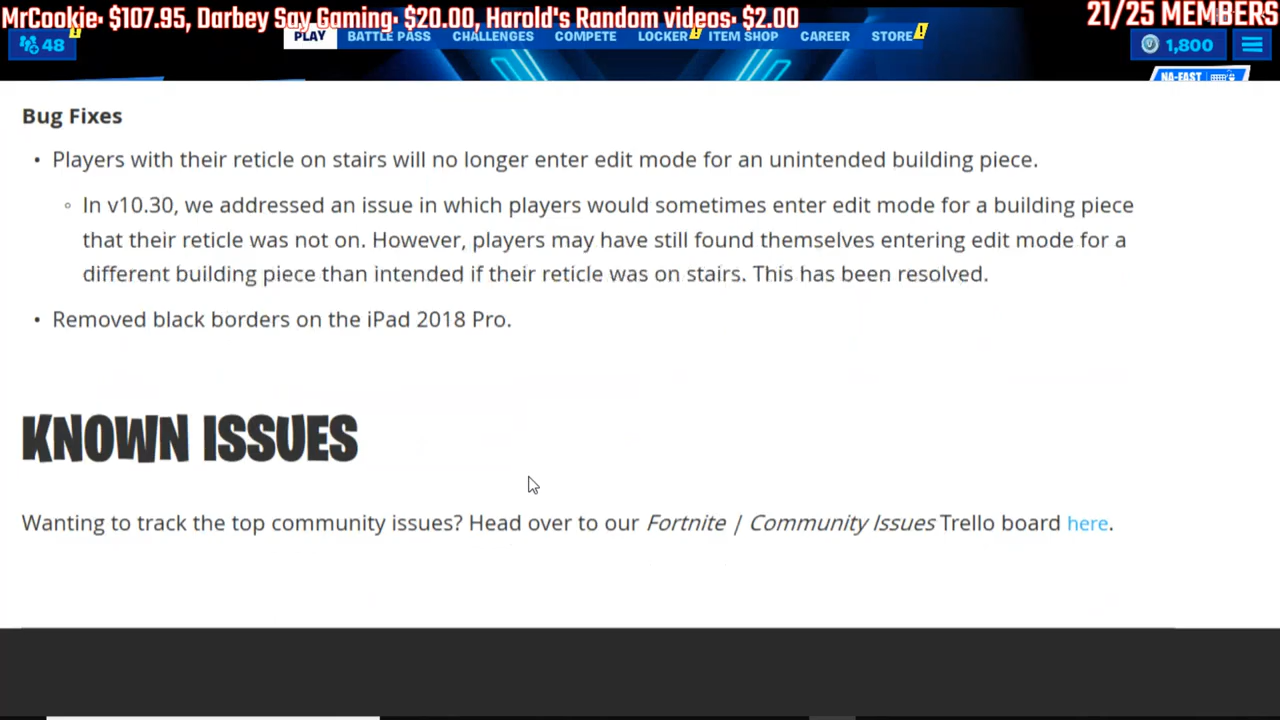 MrCookie: $107.95, Darbey Say Gaming: $20.00, Harold's Random videos: $2.00
21/25 MEMBERS
48
PLAY BATTLE PASS CHALLENGES COMPETE LOCKER ITEM SHOP CAREER STORE
1,800
NA-EAST
Bug Fixes
• Players with their reticle on stairs will no longer enter edit mode for an unintended building piece.
◦ In v10.30, we addressed an issue in which players would sometimes enter edit mode for a building piece
that their reticle was not on. However, players may have still found themselves entering edit mode for a
different building piece than intended if their reticle was on stairs. This has been resolved.
• Removed black borders on the iPad 2018 Pro.
KNOWN ISSUES
Wanting to track the top community issues? Head over to our Fortnite | Community Issues Trello board here.